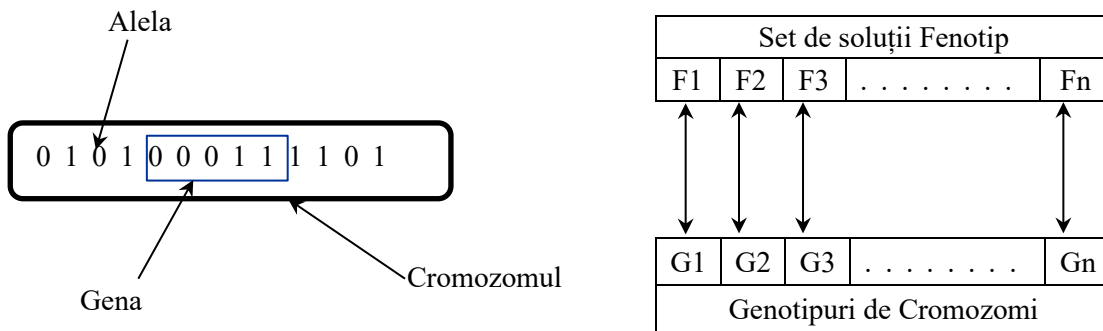 Alela
0 1 0 1 0 0 0 1 1 1 1 0 1
Gena
Cromozomul
Set de soluții Fenotip
F1 F2 F3 . . . . . . . . Fn
G1 G2 G3 . . . . . . . . Gn
Genotipuri de Cromozomi